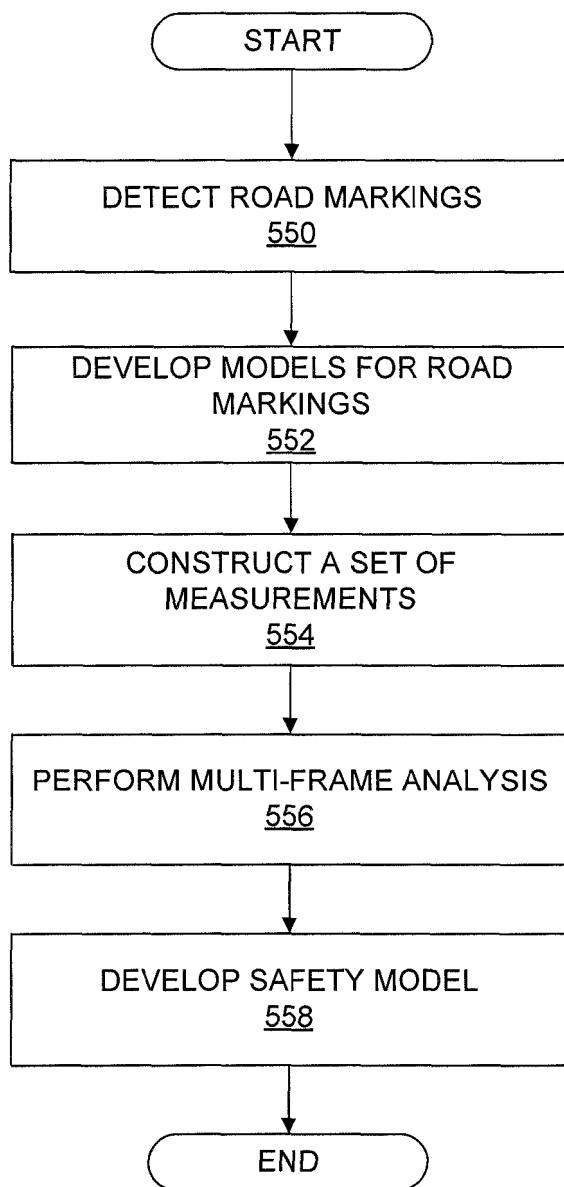 START
DETECT ROAD MARKINGS
550
DEVELOP MODELS FOR ROAD
MARKINGS
552
CONSTRUCT A SET OF
MEASUREMENTS
554
PERFORM MULTI-FRAME ANALYSIS
556
DEVELOP SAFETY MODEL
558
END